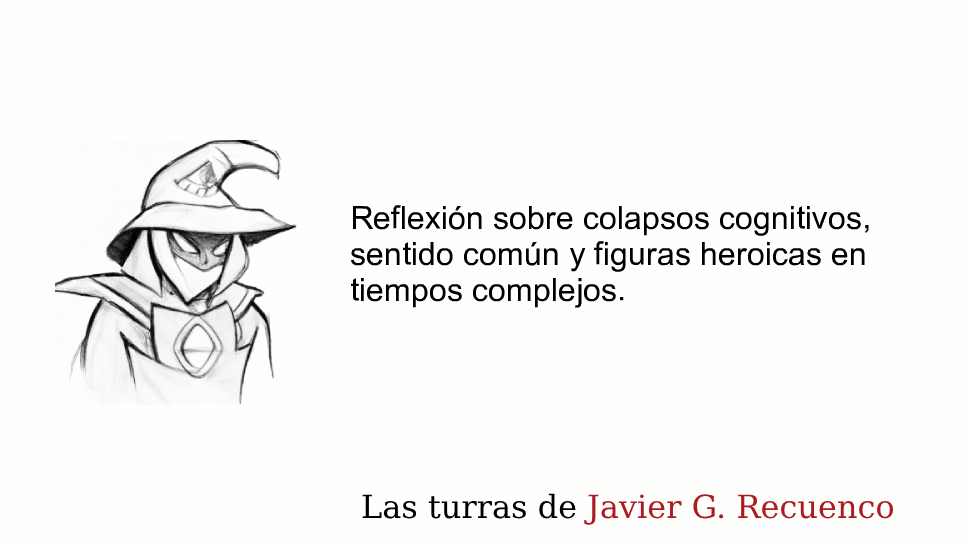 Reflexión sobre colapsos cognitivos,
sentido común y figuras heroicas en
tiempos complejos.
Las turras de Javier G. Recuenco